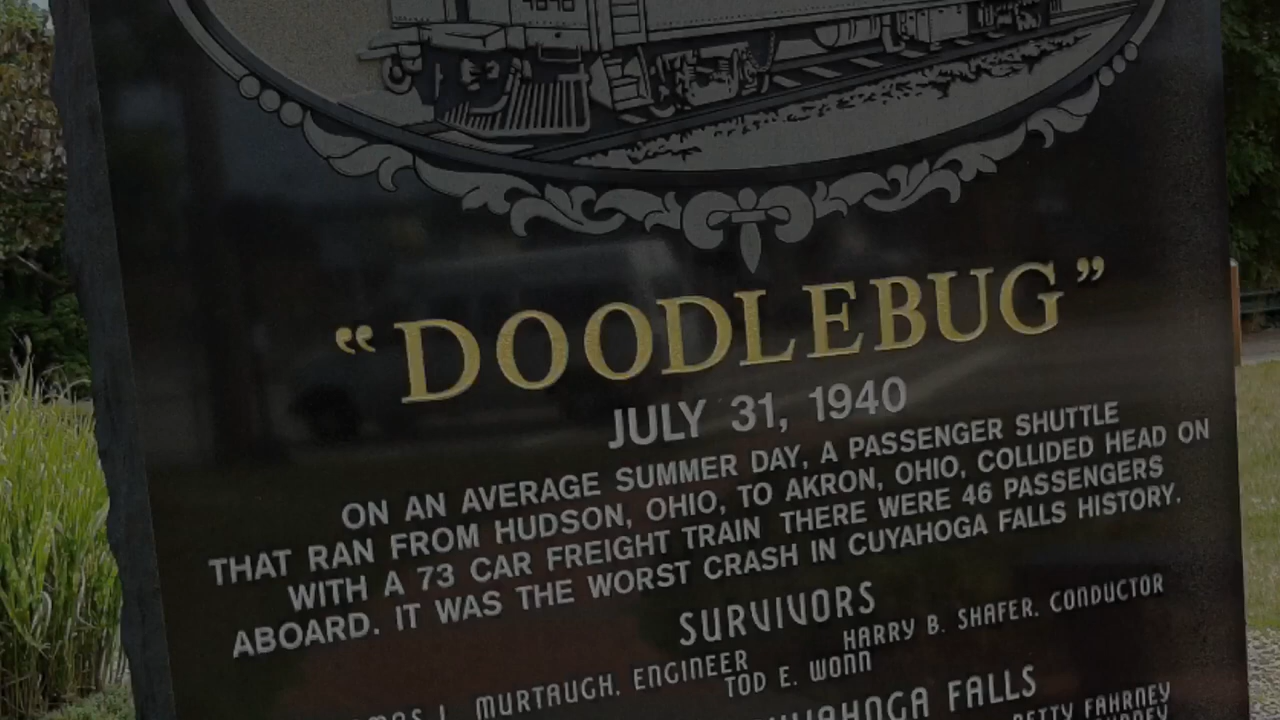 "DOODLEBUG"
JULY 31, 1940
ON AN AVERAGE SUMMER DAY, A PASSENGER SHUTTLE
THAT RAN FROM HUDSON, OHIO, TO AKRON, OHIO, COLLIDED HEAD ON
WITH A 73 CAR FREIGHT TRAIN THERE WERE 46 PASSENGERS
ABOARD. IT WAS THE WORST CRASH IN CUYAHOGA FALLS HISTORY.
SURVIVORS
HARRY B. SHAFER, CONDUCTOR
MURTAUGH, ENGINEER
TOD E. WONN
FALLS
BETTY FAHRNEY